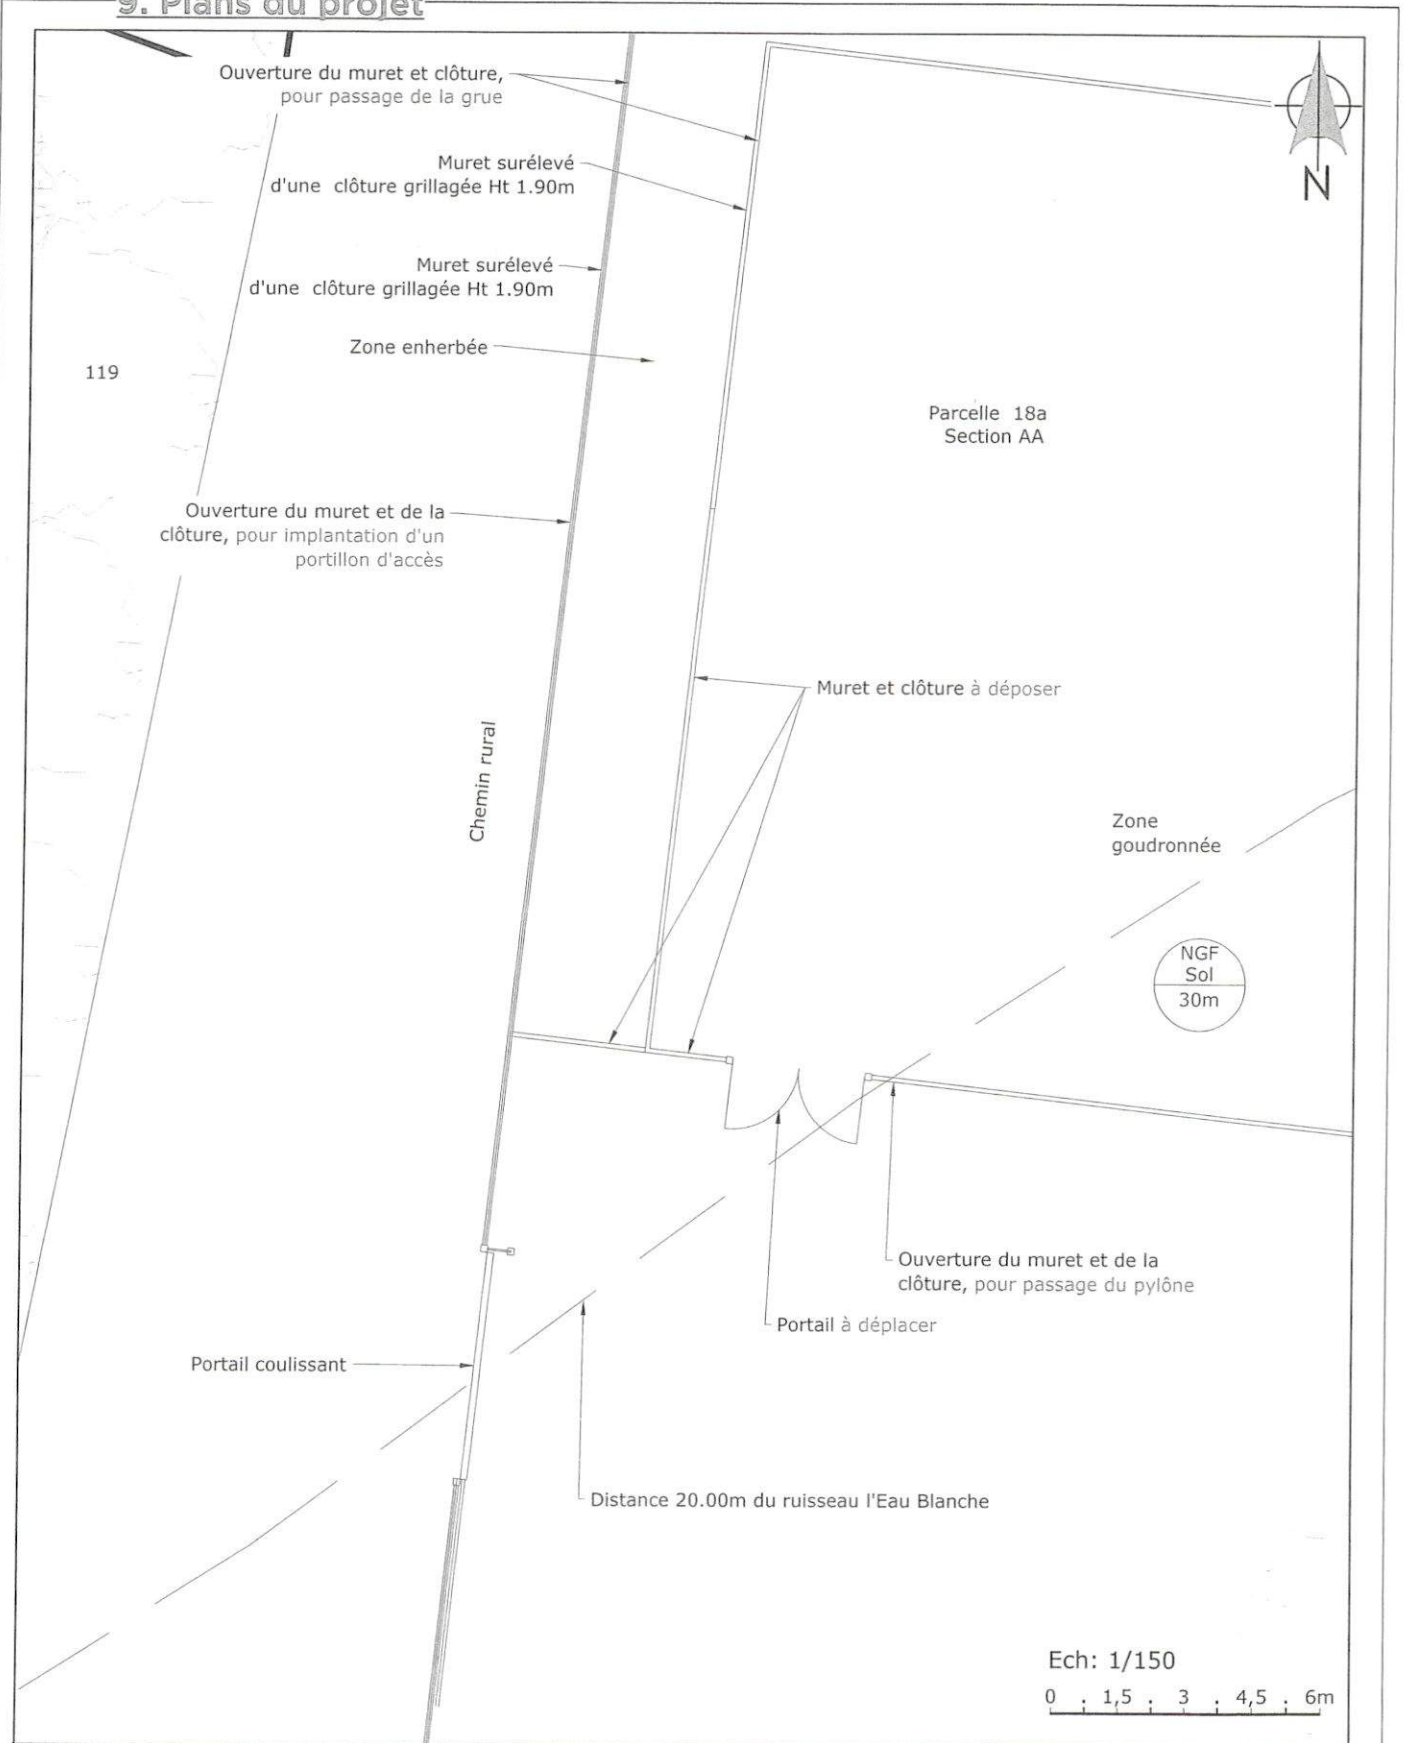 9. Plans du projet
Ouverture du muret et clôture,
pour passage de la grue
N
Muret surélevé
d'une clôture grillagée Ht 1.90m
Muret surélevé
d'une clôture grillagée Ht 1.90m
Zone enherbée
119
Parcelle 18a
Section AA
Ouverture du muret et de la
clôture, pour implantation d'un
portillon d'accès
Muret et clôture à déposer
Chemin rural
Zone
goudronnée
NGF
Sol
30m
Ouverture du muret et de la
clôture, pour passage du pylône
Portail à déplacer
Portail coulissant
Distance 20.00m du ruisseau l'Eau Blanche
Ech: 1/150
0 1,5 3 4,5 6m